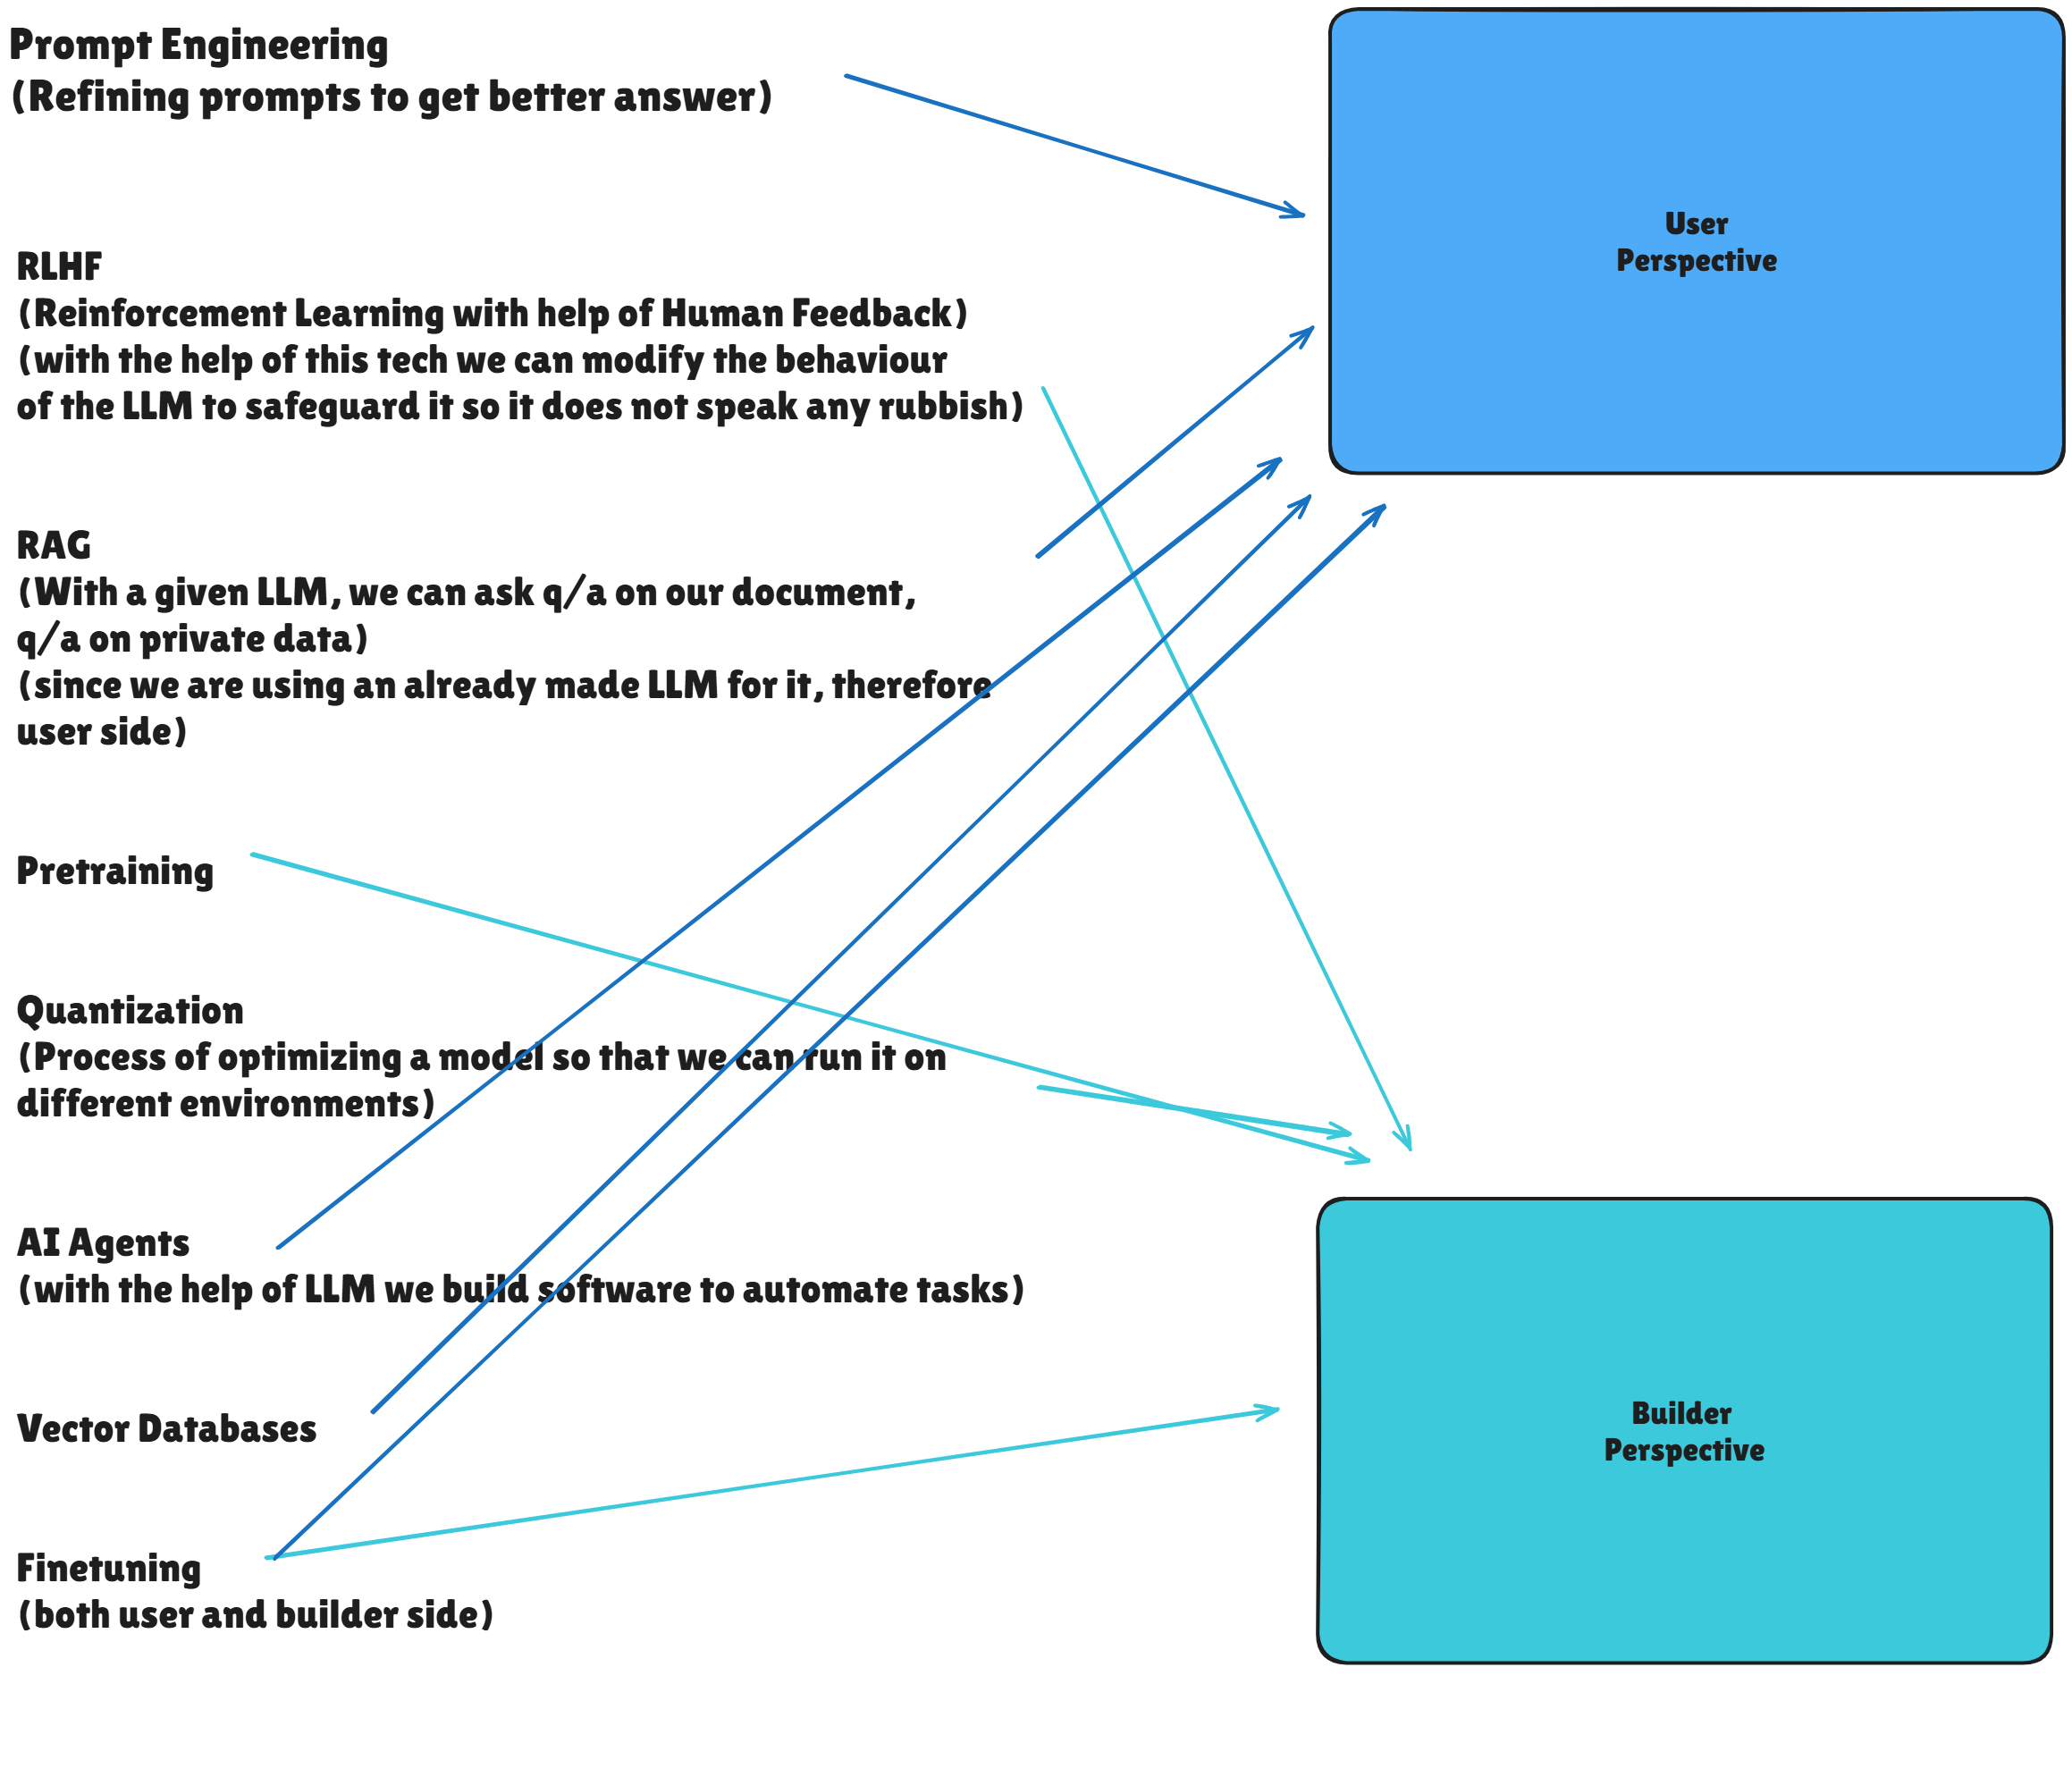 Prompt Engineering
(Refining prompts to get better answer)
RLHF
(Reinforcement Learning with help of Human Feedback)
(with the help of this tech we can modify the behaviour
of the LLM to safeguard it so it does not speak any rubbish)
RAG
(With a given LLM, we can ask q/a on our document,
q/a on private data)
(since we are using an already made LLM for it, therefore
user side)
Pretraining
Quantization
(Process of optimizing a model so that we can run it on
different environments)
AI Agents
(with the help of LLM we build software to automate tasks)
Vector Databases
Finetuning
(both user and builder side)
User
Perspective
Builder
Perspective